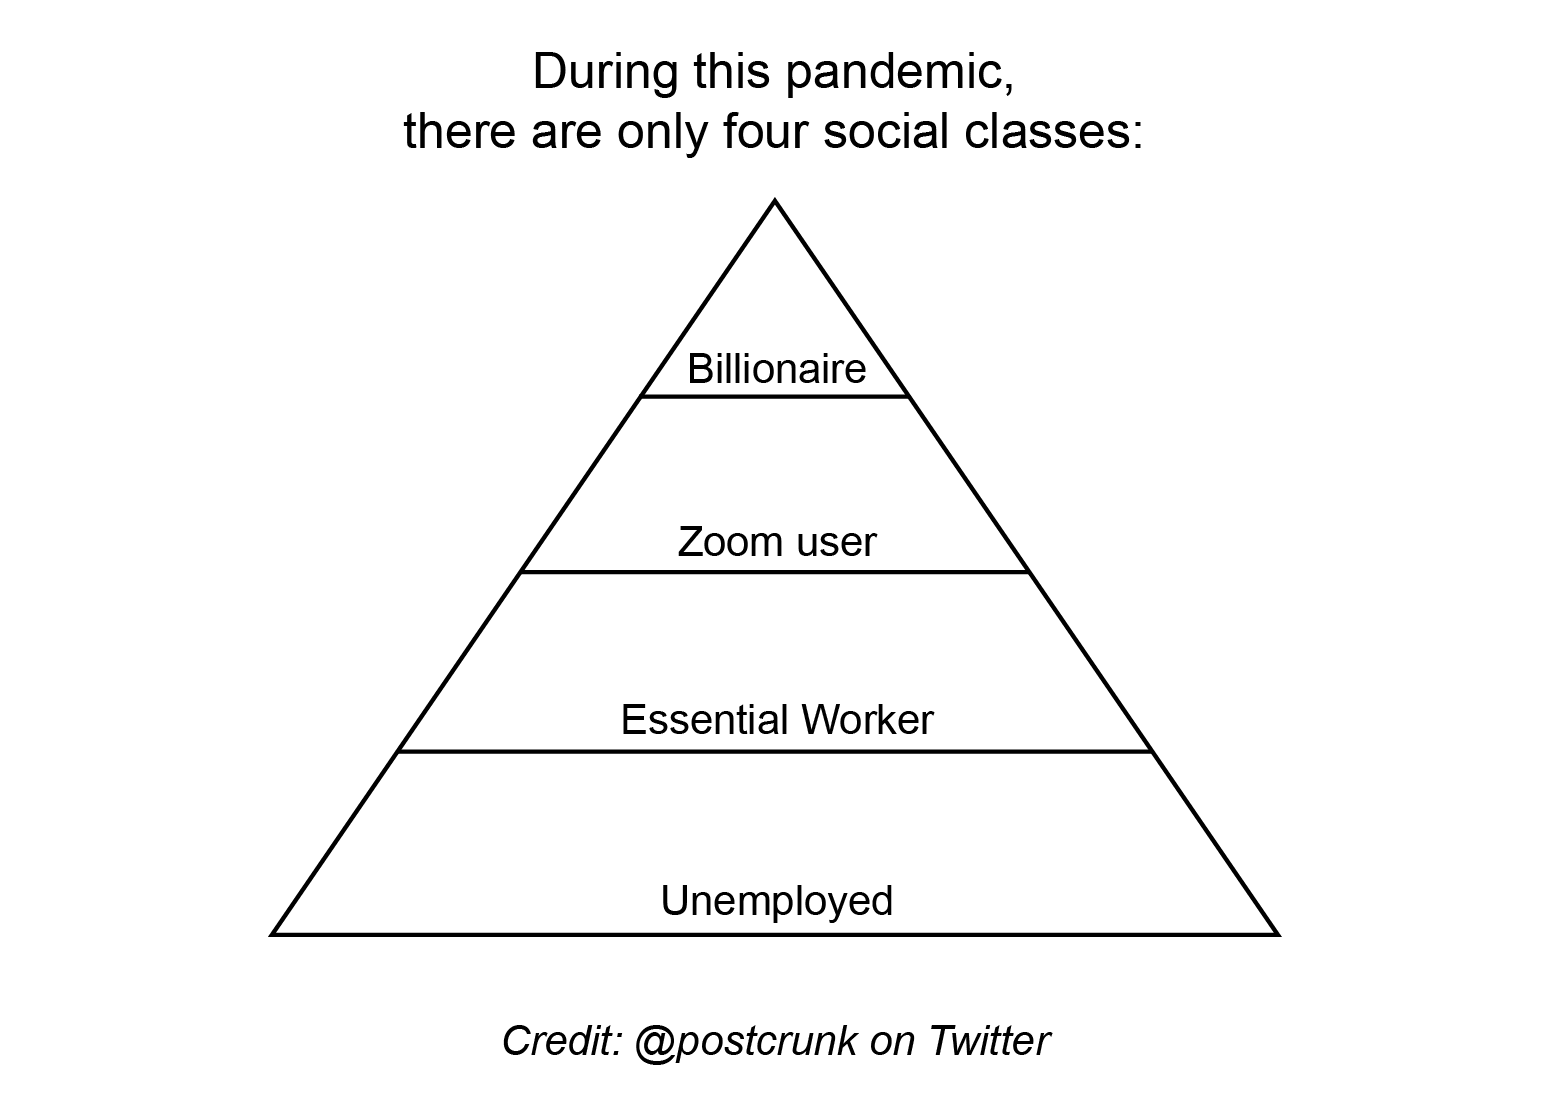 During this pandemic,
there are only four social classes:
Billionaire
Zoom user
Essential Worker
Unemployed
Credit: @postcrunk on Twitter